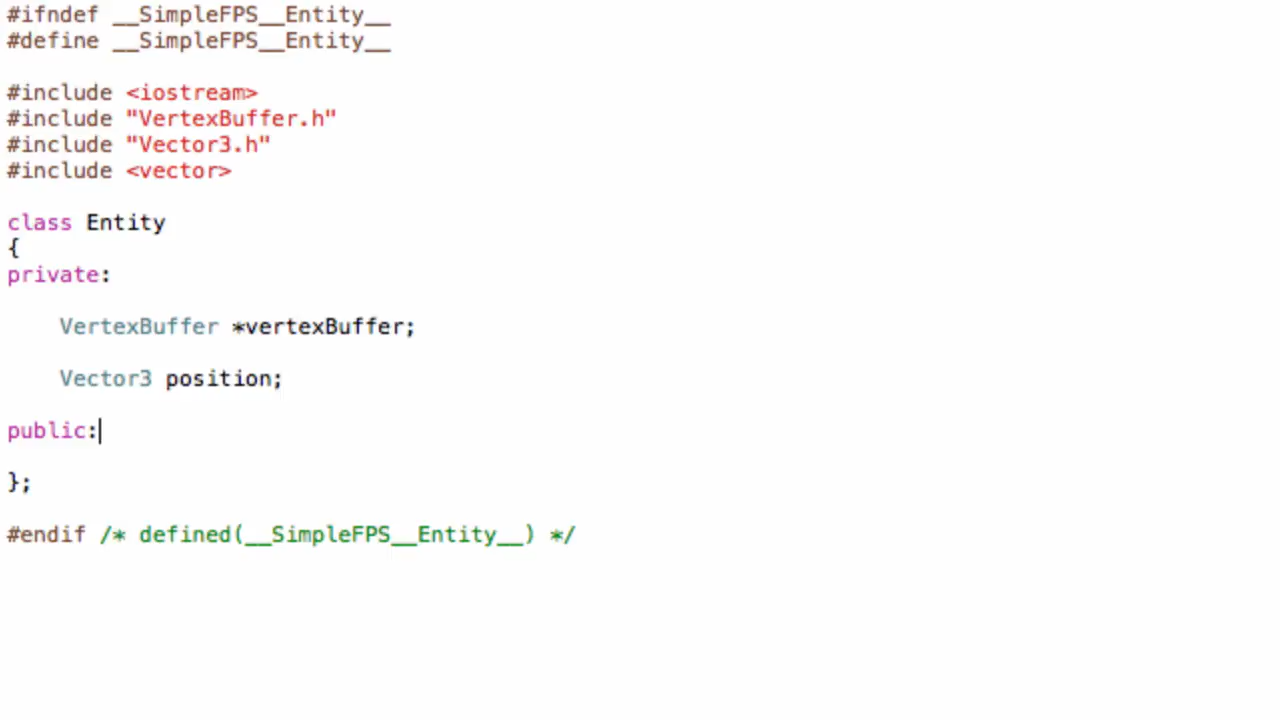 #ifndef __SimpleFPS__Entity__
#define __SimpleFPS__Entity__
#include <iostream>
#include "VertexBuffer.h"
#include "Vector3.h"
#include <vector>
class Entity
{
private:
VertexBuffer *vertexBuffer;
Vector3 position;
public:
};
#endif /* defined(__SimpleFPS__Entity__) */